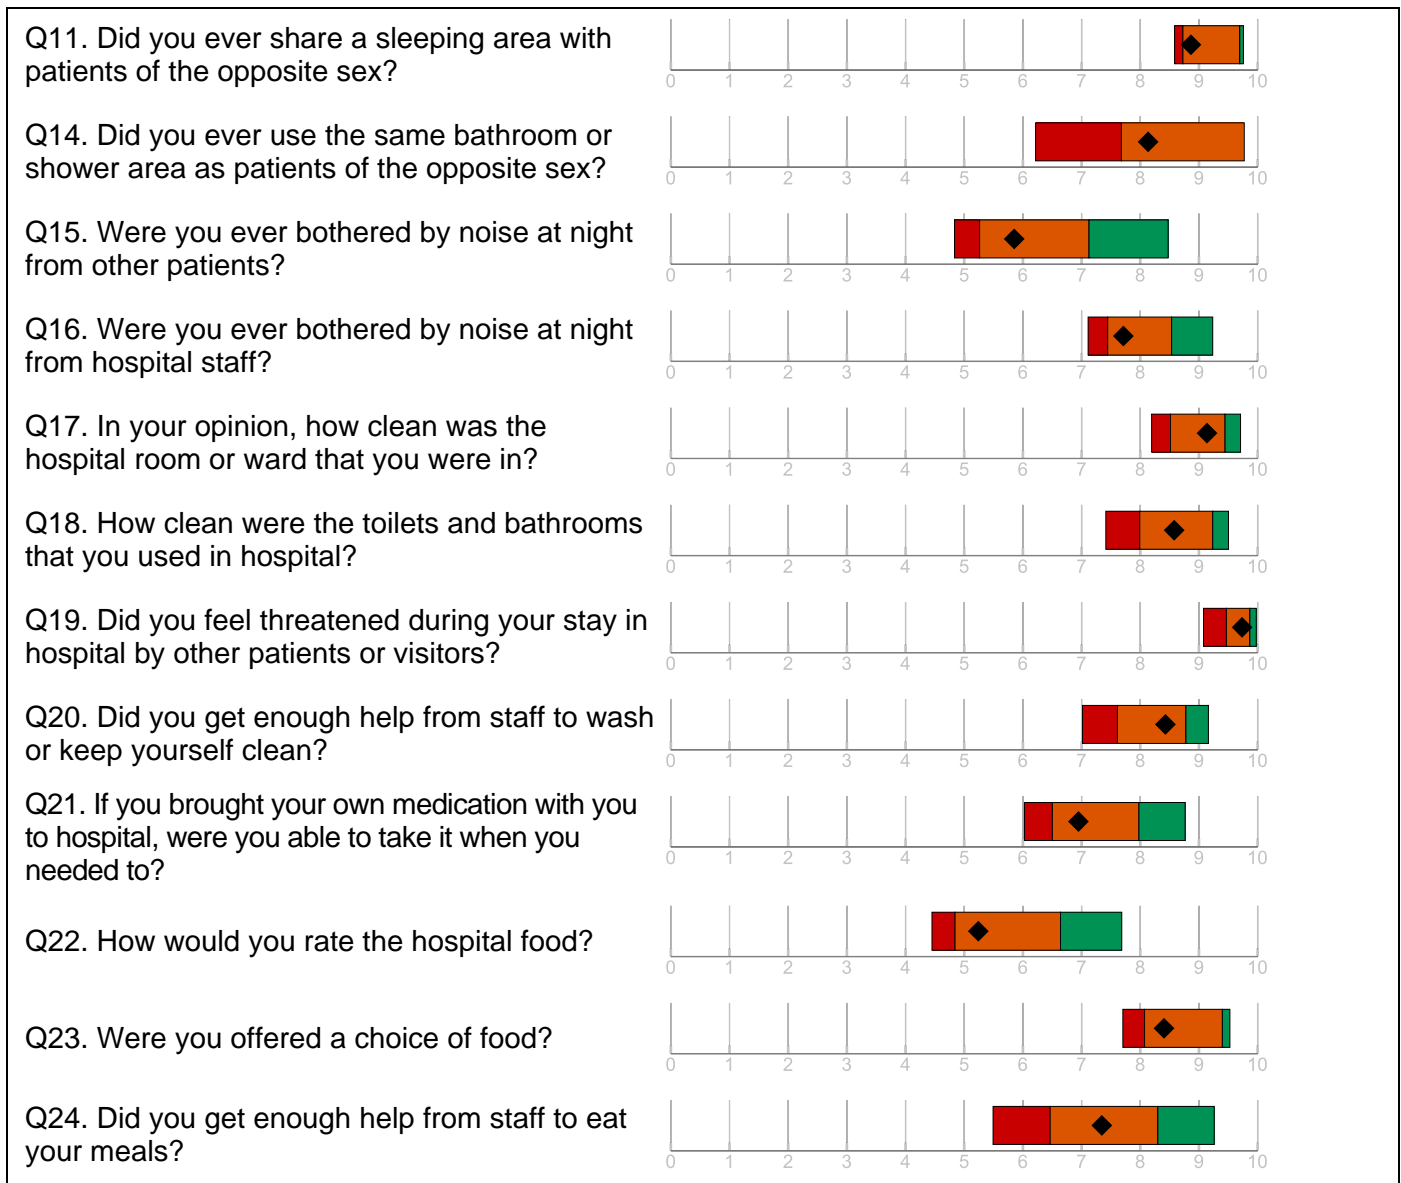 Q11. Did you ever share a sleeping area with
patients of the opposite sex?
0 1 2 3 4 5 6 7 8 9 10
Q14. Did you ever use the same bathroom or
shower area as patients of the opposite sex?
0 1 2 3 4 5 6 7 8 9 10
Q15. Were you ever bothered by noise at night
from other patients?
0 1 2 3 4 5 6 7 8 9 10
Q16. Were you ever bothered by noise at night
from hospital staff?
0 1 2 3 4 5 6 7 8 9 10
Q17. In your opinion, how clean was the
hospital room or ward that you were in?
0 1 2 3 4 5 6 7 8 9 10
Q18. How clean were the toilets and bathrooms
that you used in hospital?
0 1 2 3 4 5 6 7 8 9 10
Q19. Did you feel threatened during your stay in
hospital by other patients or visitors?
0 1 2 3 4 5 6 7 8 9 10
Q20. Did you get enough help from staff to wash
or keep yourself clean?
0 1 2 3 4 5 6 7 8 9 10
Q21. If you brought your own medication with you
to hospital, were you able to take it when you
needed to?
0 1 2 3 4 5 6 7 8 9 10
Q22. How would you rate the hospital food?
0 1 2 3 4 5 6 7 8 9 10
Q23. Were you offered a choice of food?
0 1 2 3 4 5 6 7 8 9 10
Q24. Did you get enough help from staff to eat
your meals?
0 1 2 3 4 5 6 7 8 9 10